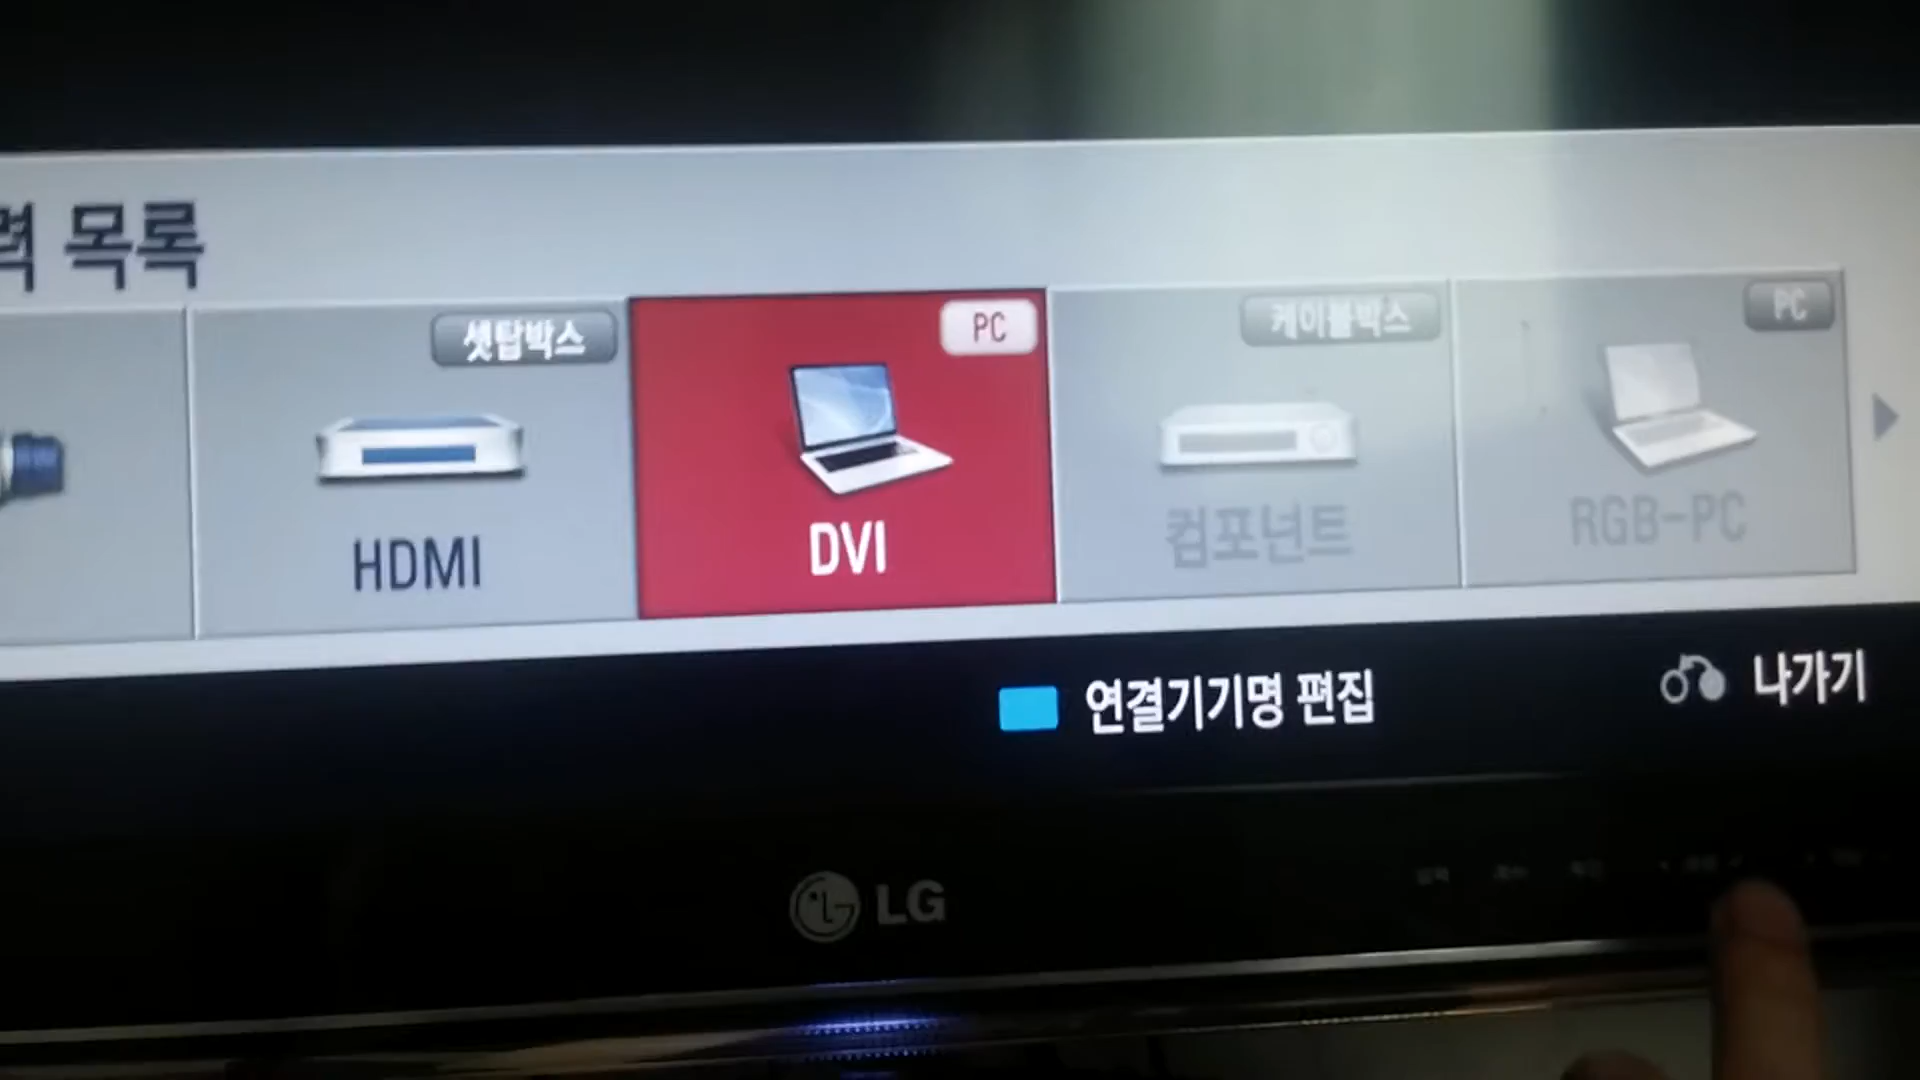 력 목록
셋탑박스
HDMI
PC
DVI
케이블박스
컴포넌트
PC
RGB-PC
연결기기명 편집
나가기
LG